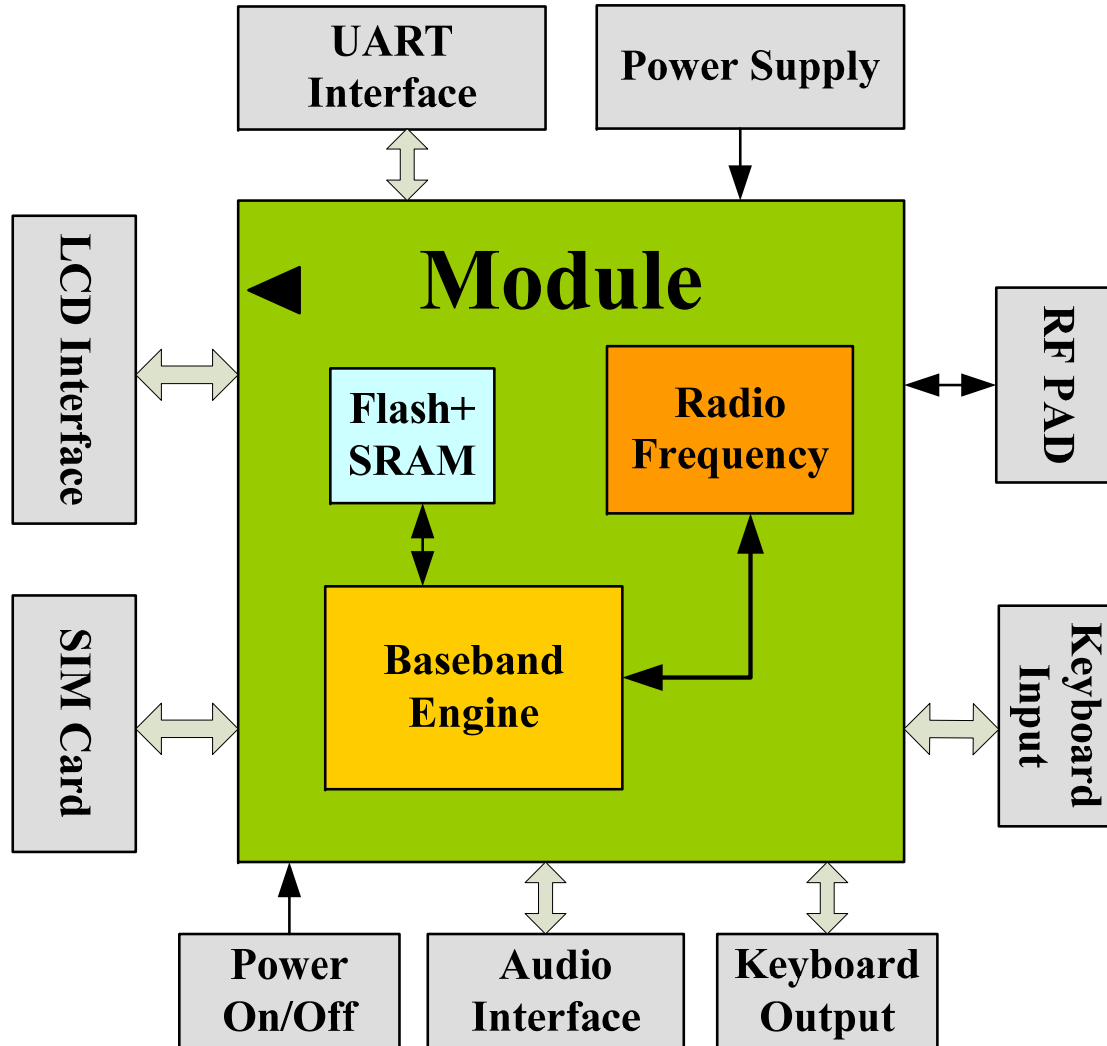 UART
Interface
Power Supply
LCD Interface
Module
RF PAD
Flash+
SRAM
Radio
Frequency
Baseband
Engine
SIM Card
Keyboard
Input
Power
On/Off
Audio
Interface
Keyboard
Output